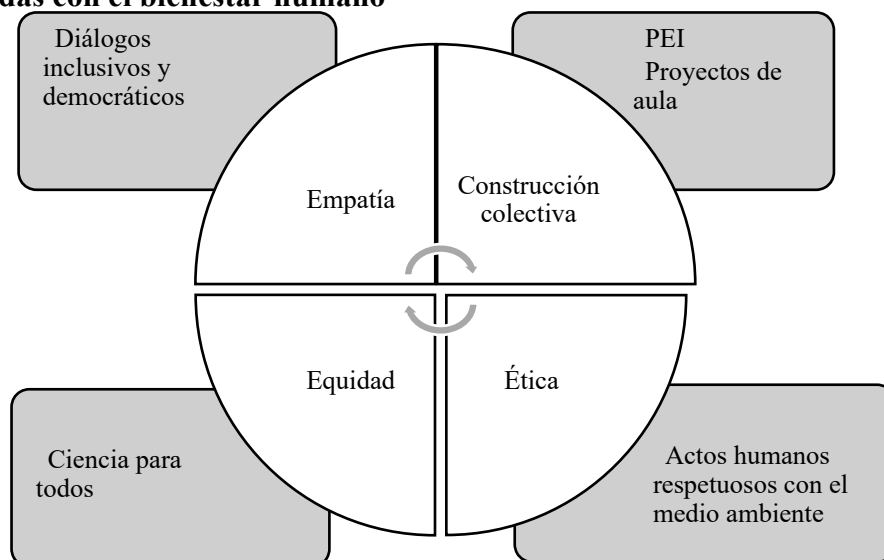 con el bienestar humano
Diálogos
inclusivos y
democráticos
PEI
Proyectos de
aula
Empatía
Construcción
colectiva
Equidad
Ética
Ciencia para
todos
Actos humanos
respetuosos con el
medio ambiente